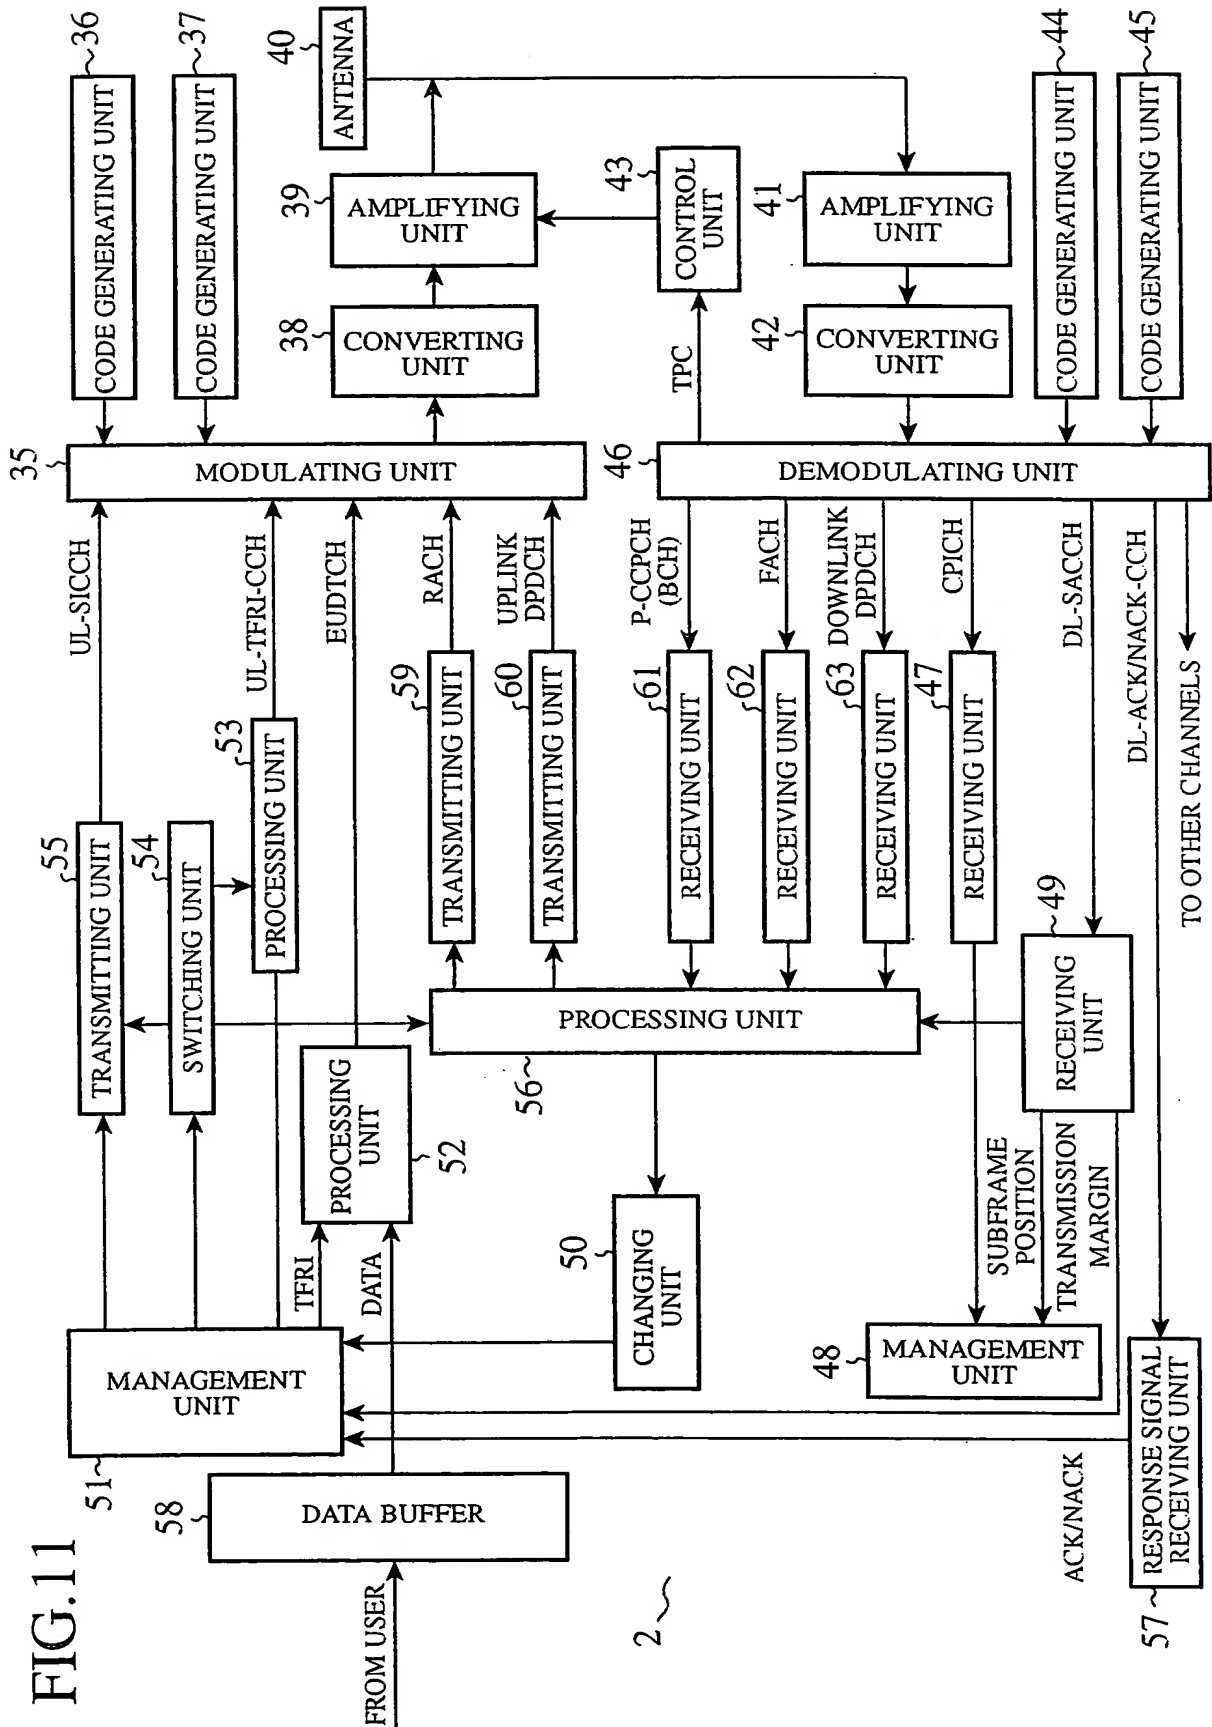 FIG.11
36
CODE GENERATING UNIT
37
CODE GENERATING UNIT
40
ANTENNA
39
AMPLIFYING
UNIT
43
CONTROL
UNIT
41
AMPLIFYING
UNIT
44
CODE GENERATING UNIT
45
CODE GENERATING UNIT
38
CONVERTING
UNIT
TPC
42
CONVERTING
UNIT
35
MODULATING UNIT
46
DEMODULATING UNIT
UL-SICCH
UL-TFRI-CCH
EUDTCH
RACH
UPLINK
DPDCH
P-CCPCH
(BCH)
FACH
DOWNLINK
DPDCH
CPICH
DL-SACCH
DL-ACK/NACK-CCH
TO OTHER CHANNELS
55
TRANSMITTING UNIT
54
SWITCHING UNIT
53
PROCESSING UNIT
59
TRANSMITTING UNIT
60
TRANSMITTING UNIT
61
RECEIVING UNIT
62
RECEIVING UNIT
63
RECEIVING UNIT
47
RECEIVING UNIT
49
RECEIVING
UNIT
PROCESSING UNIT
56
PROCESSING
UNIT
52
TFRI
DATA
50
CHANGING
UNIT
SUBFRAME
POSITION
TRANSMISSION
MARGIN
MANAGEMENT
UNIT
51
48
MANAGEMENT
UNIT
58
DATA BUFFER
FROM USER
ACK/NACK
RESPONSE SIGNAL
RECEIVING UNIT
57
2